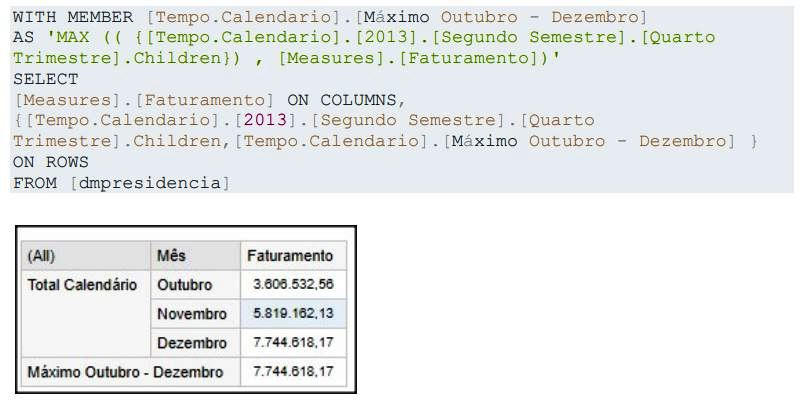 WITH MEMBER [Tempo.Calendario].[Máximo Outubro – Dezembro]
AS 'MAX (( {[Tempo.Calendario].[2013].[Segundo Semestre].[Quarto
Trimestre].Children}) , [Measures].[Faturamento])'
SELECT
[Measures].[Faturamento] ON COLUMNS,
{[Tempo.Calendario].[2013].[Segundo Semestre].[Quarto
Trimestre].Children,[Tempo.Calendario].[Máximo Outubro – Dezembro] }
ON ROWS
FROM [dmpresidencia]
(All) Mês Faturamento
Total Calendário Outubro 3.606.532,56
Novembro 5.819.162,13
Dezembro 7.744.618,17
Máximo Outubro - Dezembro 7.744.618,17